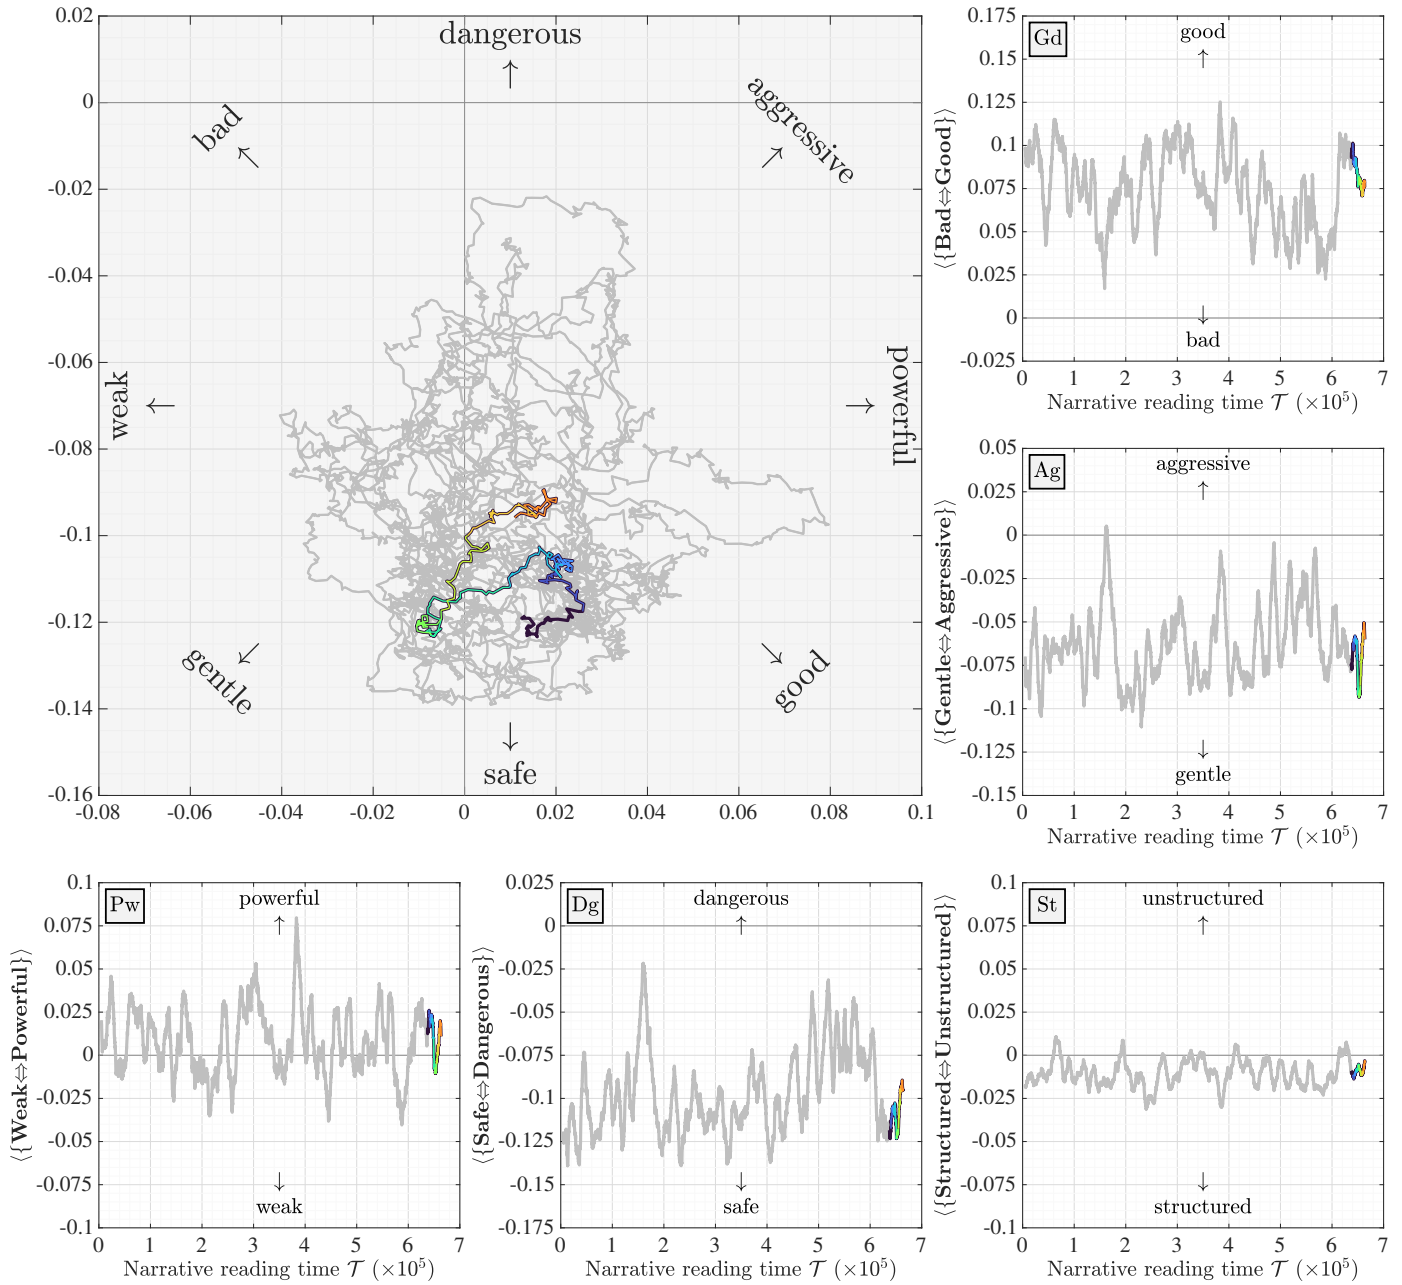 0.02
0
-0.02
-0.04
-0.06
-0.08
-0.1
-0.12
-0.14
-0.16
-0.08
-0.06
-0.04
-0.02
0
0.02
0.04
0.06
0.08
0.1
dangerous
↑
bad
↖
aggressive
↗
weak
←
powerful
→
gentle
↙
good
↘
↓
safe
Gd
good
↑
↓
bad
0.175
0.15
0.125
0.1
0.075
0.05
0.025
0
-0.025
0 1 2 3 4 5 6 7
⟨{Bad⇔Good}⟩
Narrative reading time 𝒯 (×10⁵)
Ag
aggressive
↑
↓
gentle
0.05
0.025
0
-0.025
-0.05
-0.075
-0.1
-0.125
-0.15
0 1 2 3 4 5 6 7
⟨{Gentle⇔Aggressive}⟩
Narrative reading time 𝒯 (×10⁵)
Pw
powerful
↑
↓
weak
0.1
0.075
0.05
0.025
0
-0.025
-0.05
-0.075
-0.1
0 1 2 3 4 5 6 7
⟨{Weak⇔Powerful}⟩
Narrative reading time 𝒯 (×10⁵)
Dg
dangerous
↑
↓
safe
0.025
0
-0.025
-0.05
-0.075
-0.1
-0.125
-0.15
-0.175
0 1 2 3 4 5 6 7
⟨{Safe⇔Dangerous}⟩
Narrative reading time 𝒯 (×10⁵)
St
unstructured
↑
↓
structured
0.1
0.075
0.05
0.025
0
-0.025
-0.05
-0.075
-0.1
0 1 2 3 4 5 6 7
⟨{Structured⇔Unstructured}⟩
Narrative reading time 𝒯 (×10⁵)